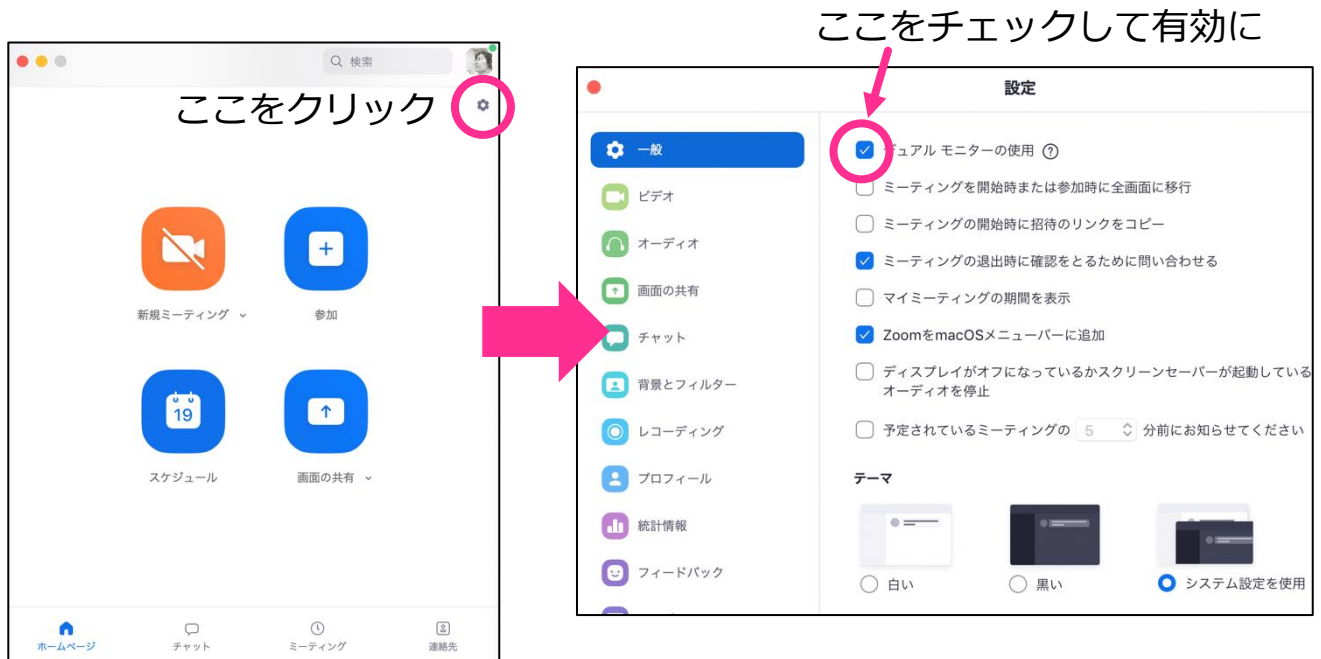 ここをチェックして有効に
検索
ここをクリック
新規ミーティング
参加
19
スケジュール
画面の共有
ホームページ
チャット
ミーティング
連絡先
設定
一般
ビデオ
オーディオ
画面の共有
チャット
背景とフィルター
レコーディング
プロフィール
統計情報
フィードバック
デュアル モニターの使用 ?
ミーティングを開始時または参加時に全画面に移行
ミーティングの開始時に招待のリンクをコピー
ミーティングの退出時に確認をとるために問い合わせる
マイミーティングの期間を表示
ZoomをmacOSメニューバーに追加
ディスプレイがオフになっているかスクリーンセーバーが起動している
オーディオを停止
予定されているミーティングの 5 分前にお知らせてください
テーマ
白い
黒い
システム設定を使用